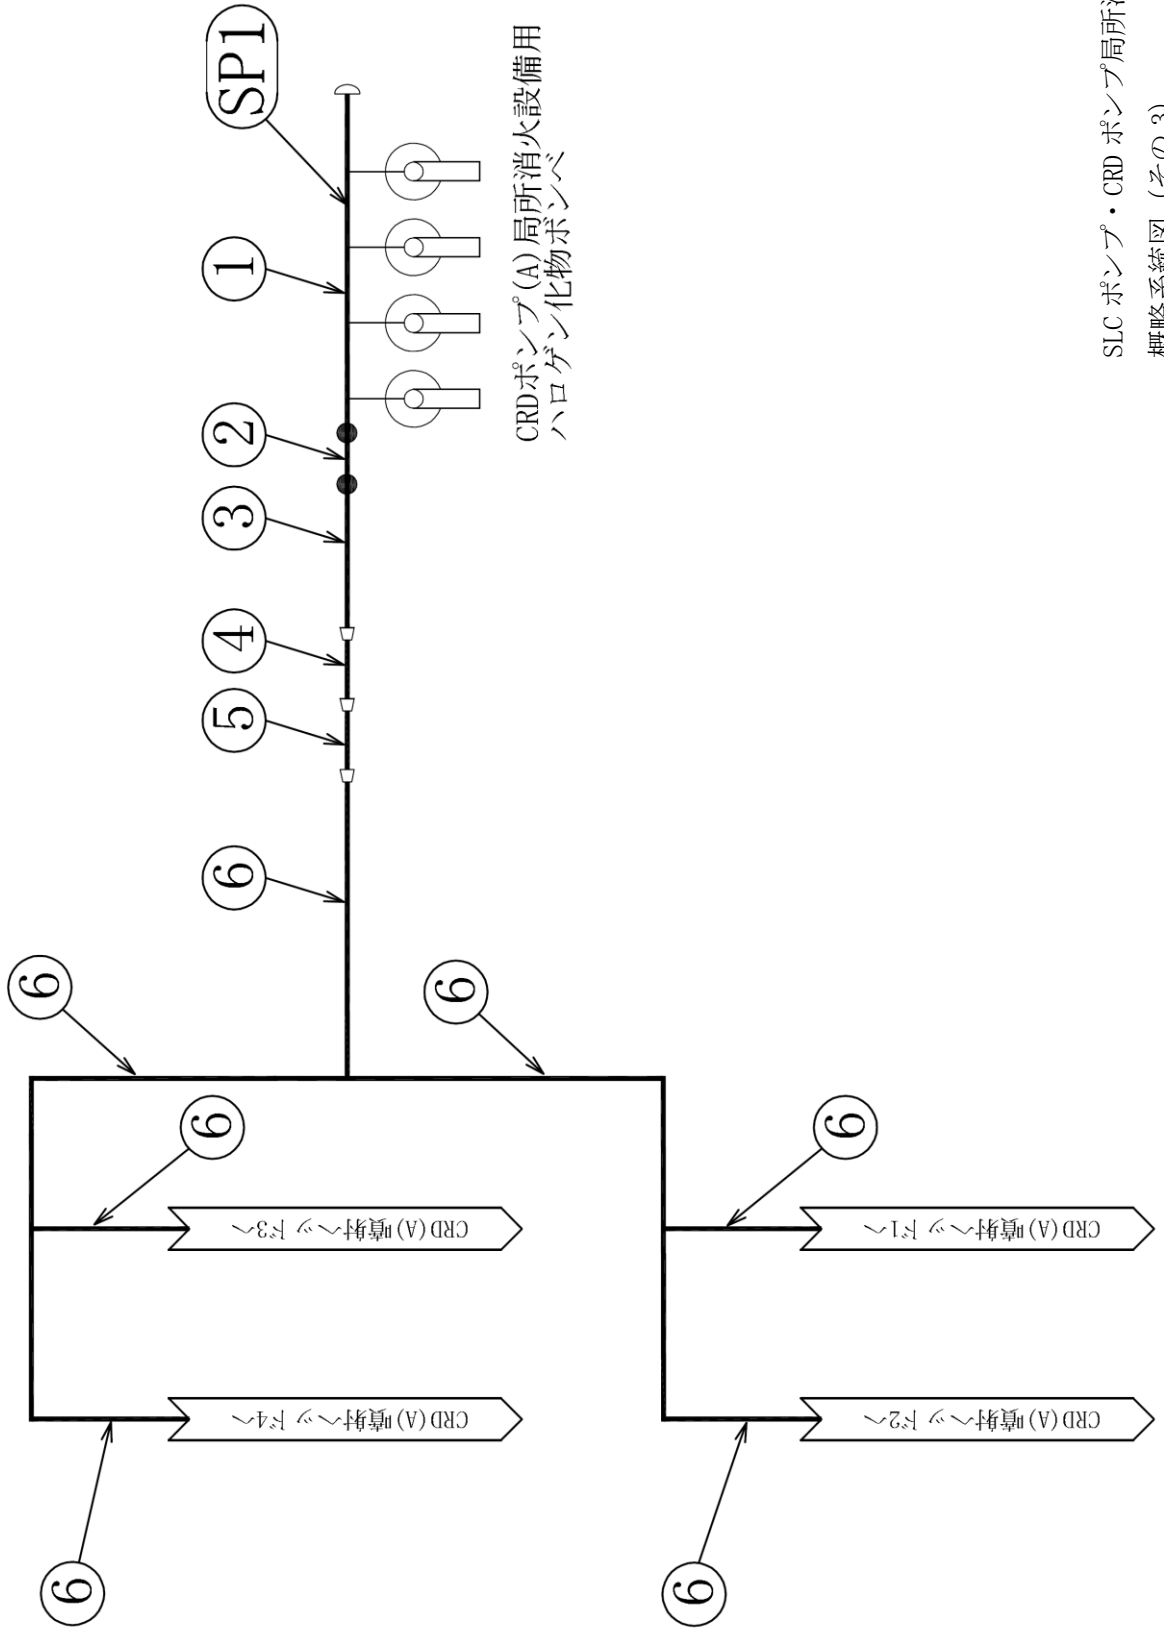 SP1
1
2
3
4
5
6
6
6
6
6
6
6
CRDポンプ(A)局所消火設備用
ハロゲン化物ボンベ
CRD(A)噴射ヘッド3へ
CRD(A)噴射ヘッド4へ
CRD(A)噴射ヘッド1へ
CRD(A)噴射ヘッド2へ
SLC ポンプ・CRD ポンプ局所
概略系統図 (その 3)